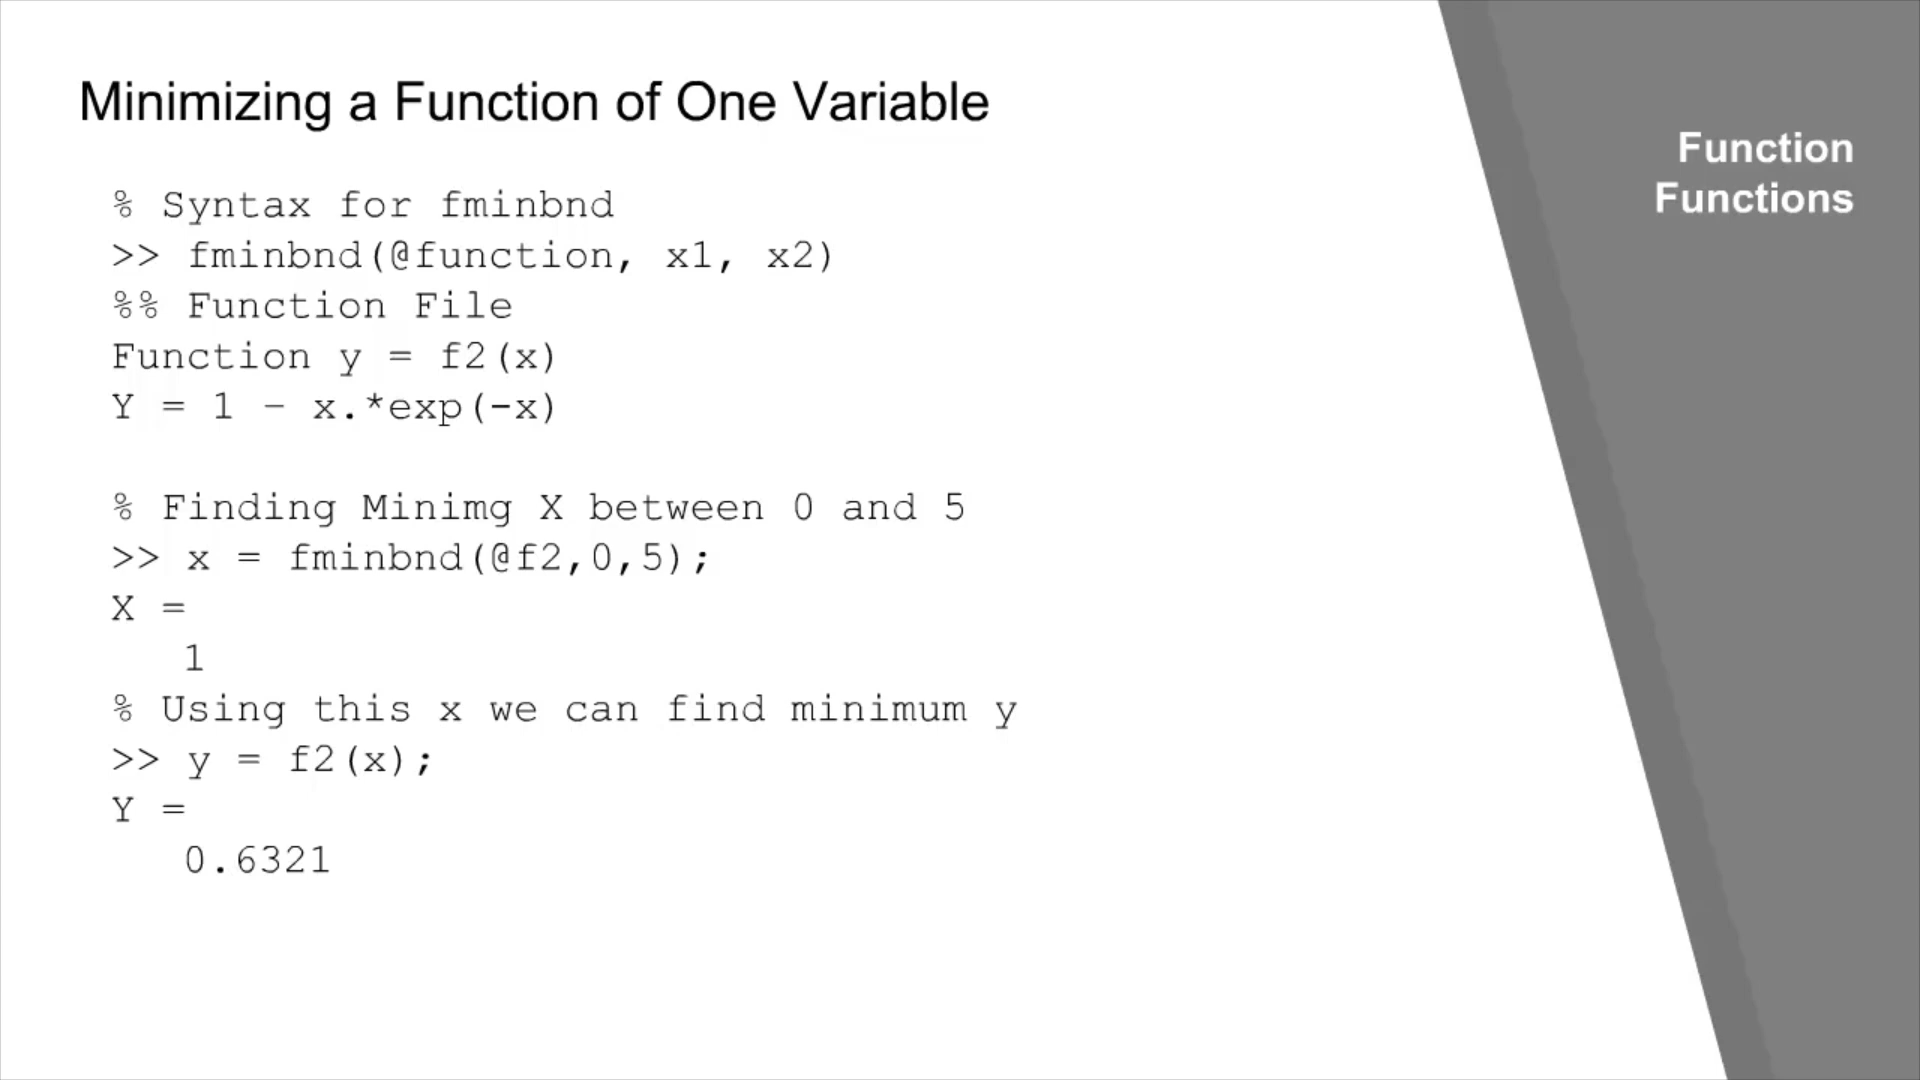 Minimizing a Function of One Variable
Function
Functions
% Syntax for fminbnd
>> fminbnd(@function, x1, x2)
%% Function File
Function y = f2(x)
Y = 1 – x.*exp(-x)
% Finding Minimg X between 0 and 5
>> x = fminbnd(@f2,0,5);
X =
1
% Using this x we can find minimum y
>> y = f2(x);
Y =
0.6321